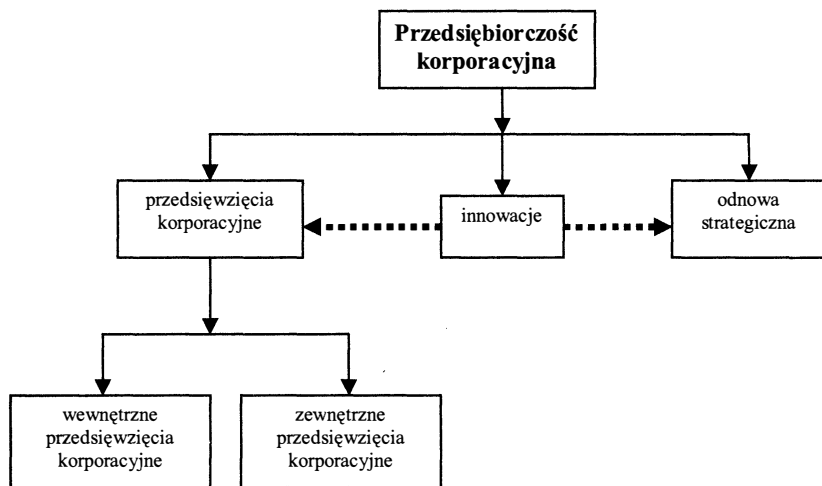 Przedsiębiorczość
korporacyjna
przedsięwzięcia
korporacyjne
innowacje
odnowa
strategiczna
wewnętrzne
przedsięwzięcia
korporacyjne
zewnętrzne
przedsięwzięcia
korporacyjne